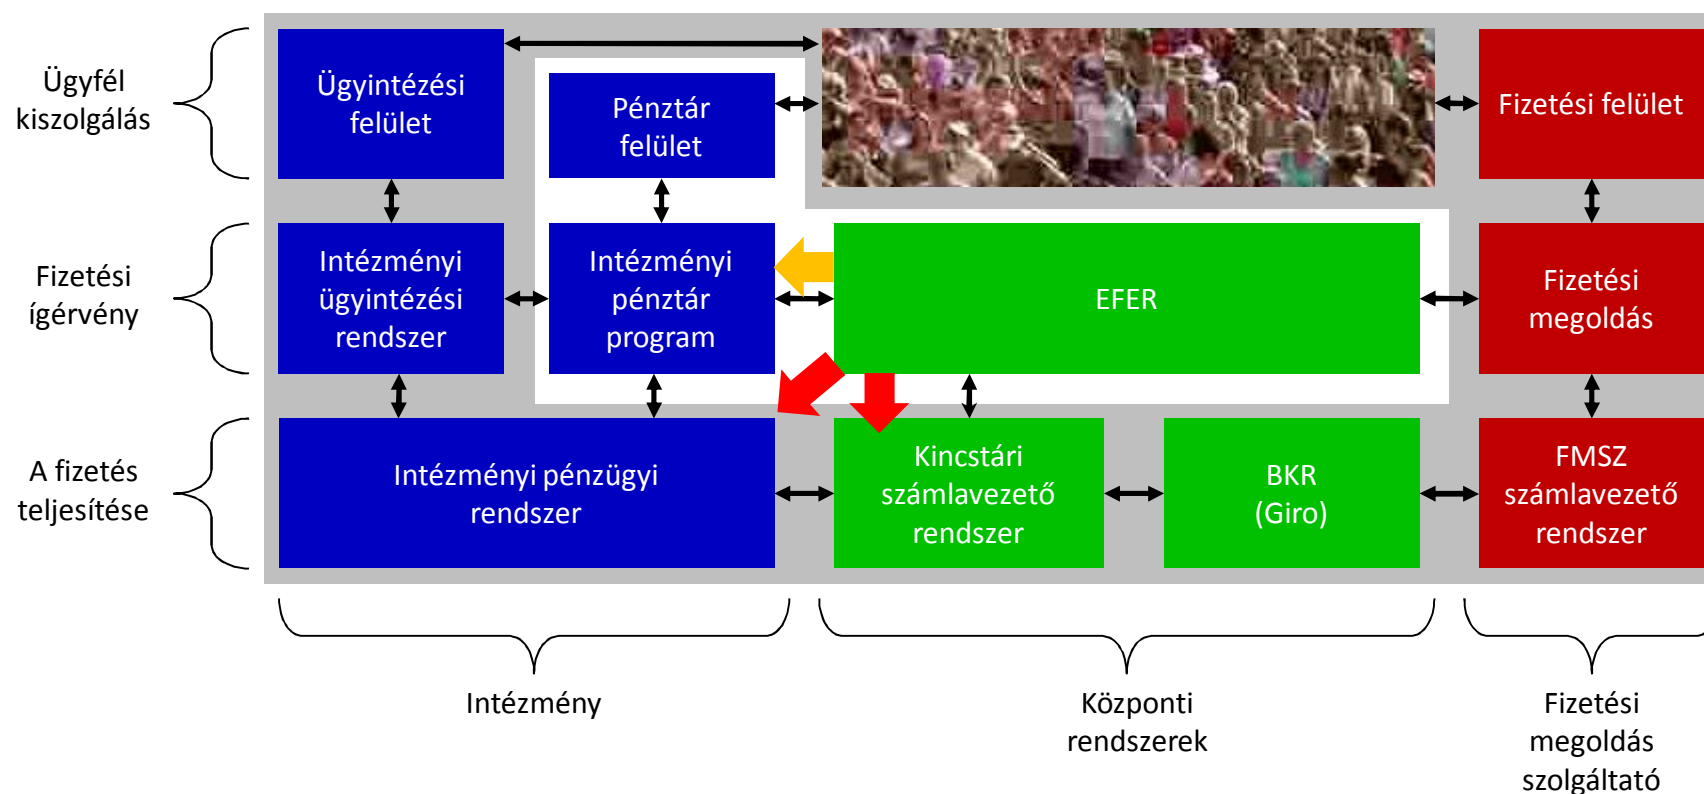 Ügyfél
kiszolgálás
Ügyintézési
felület
Pénztár
felület
Fizetési felület
Fizetési
ígérvény
Intézményi
ügyintézési
rendszer
Intézményi
pénztár
program
EFER
Fizetési
megoldás
A fizetés
teljesítése
Intézményi pénzügyi
rendszer
Kincstári
számlavezető
rendszer
BKR
(Giro)
FMSZ
számlavezető
rendszer
Intézmény
Központi
rendszerek
Fizetési
megoldás
szolgáltató